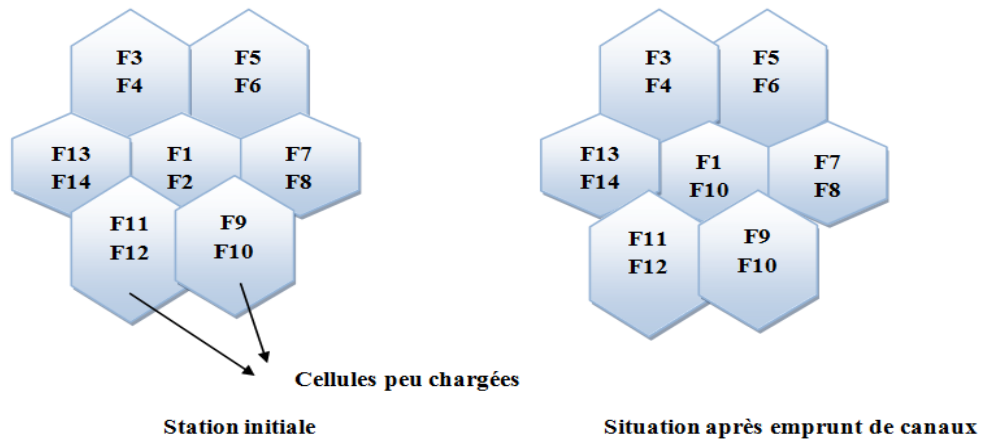 F3
F4
F5
F6
F13
F14
F1
F2
F7
F8
F11
F12
F9
F10
Cellules peu chargées
Station initiale
F3
F4
F5
F6
F13
F14
F1
F10
F7
F8
F11
F12
F9
F10
Situation après emprunt de canaux